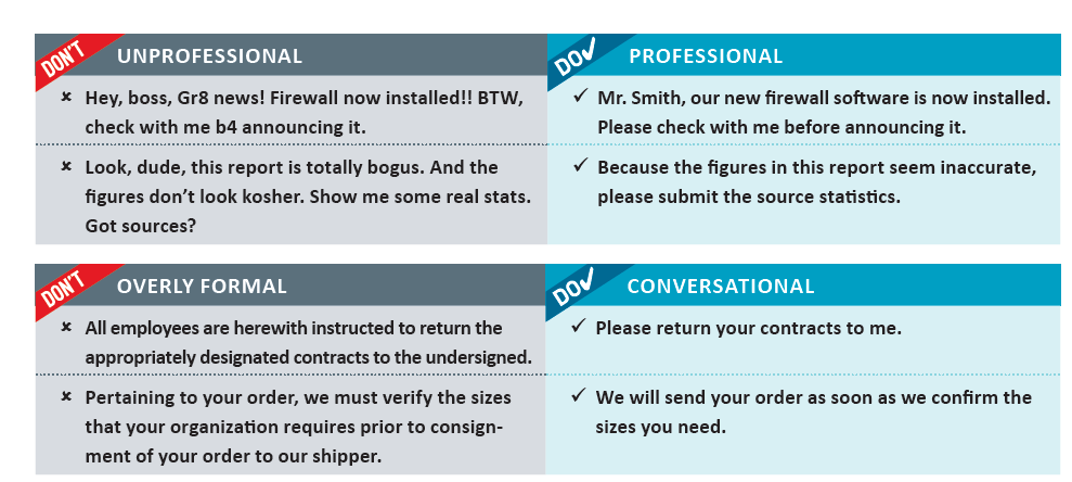 DON'T UNPROFESSIONAL
DO✓ PROFESSIONAL
× Hey, boss, Gr8 news! Firewall now installed!! BTW,
check with me b4 announcing it.
✓ Mr. Smith, our new firewall software is now installed.
Please check with me before announcing it.
× Look, dude, this report is totally bogus. And the
figures don’t look kosher. Show me some real stats.
Got sources?
✓ Because the figures in this report seem inaccurate,
please submit the source statistics.
DON'T OVERLY FORMAL
DO✓ CONVERSATIONAL
× All employees are herewith instructed to return the
appropriately designated contracts to the undersigned.
✓ Please return your contracts to me.
× Pertaining to your order, we must verify the sizes
that your organization requires prior to consign-
ment of your order to our shipper.
✓ We will send your order as soon as we confirm the
sizes you need.